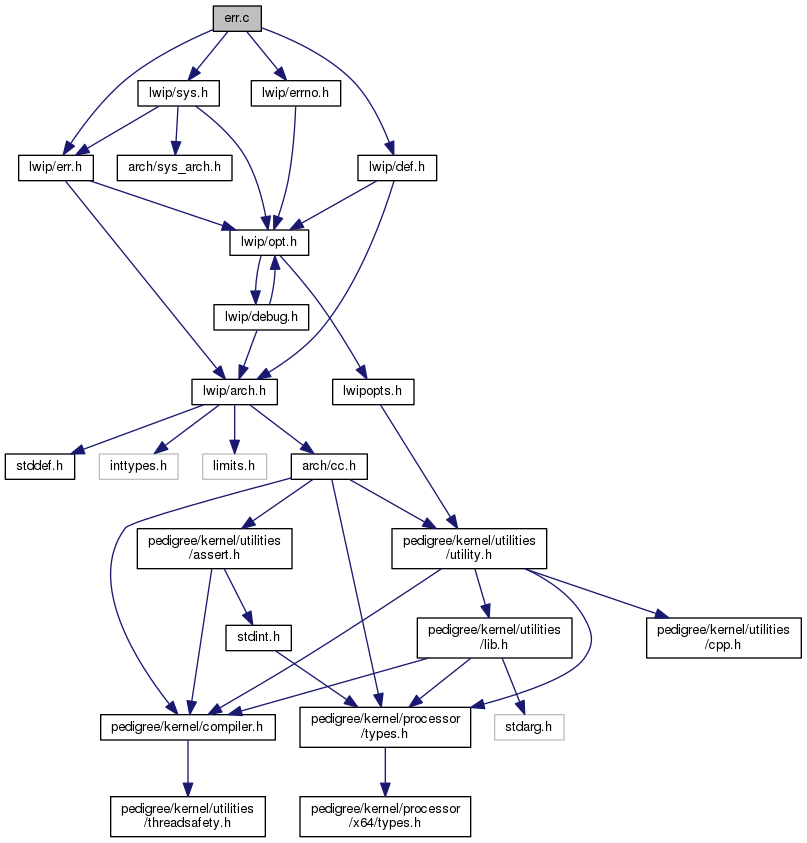 err.c
lwip/sys.h
lwip/errno.h
lwip/err.h
arch/sys_arch.h
lwip/def.h
lwip/opt.h
lwip/debug.h
lwip/arch.h
lwipopts.h
stddef.h
inttypes.h
limits.h
arch/cc.h
pedigree/kernel/utilities
/assert.h
pedigree/kernel/utilities
/utility.h
stdint.h
pedigree/kernel/utilities
/lib.h
pedigree/kernel/utilities
/cpp.h
pedigree/kernel/compiler.h
pedigree/kernel/processor
/types.h
stdarg.h
pedigree/kernel/utilities
/threadsafety.h
pedigree/kernel/processor
/x64/types.h